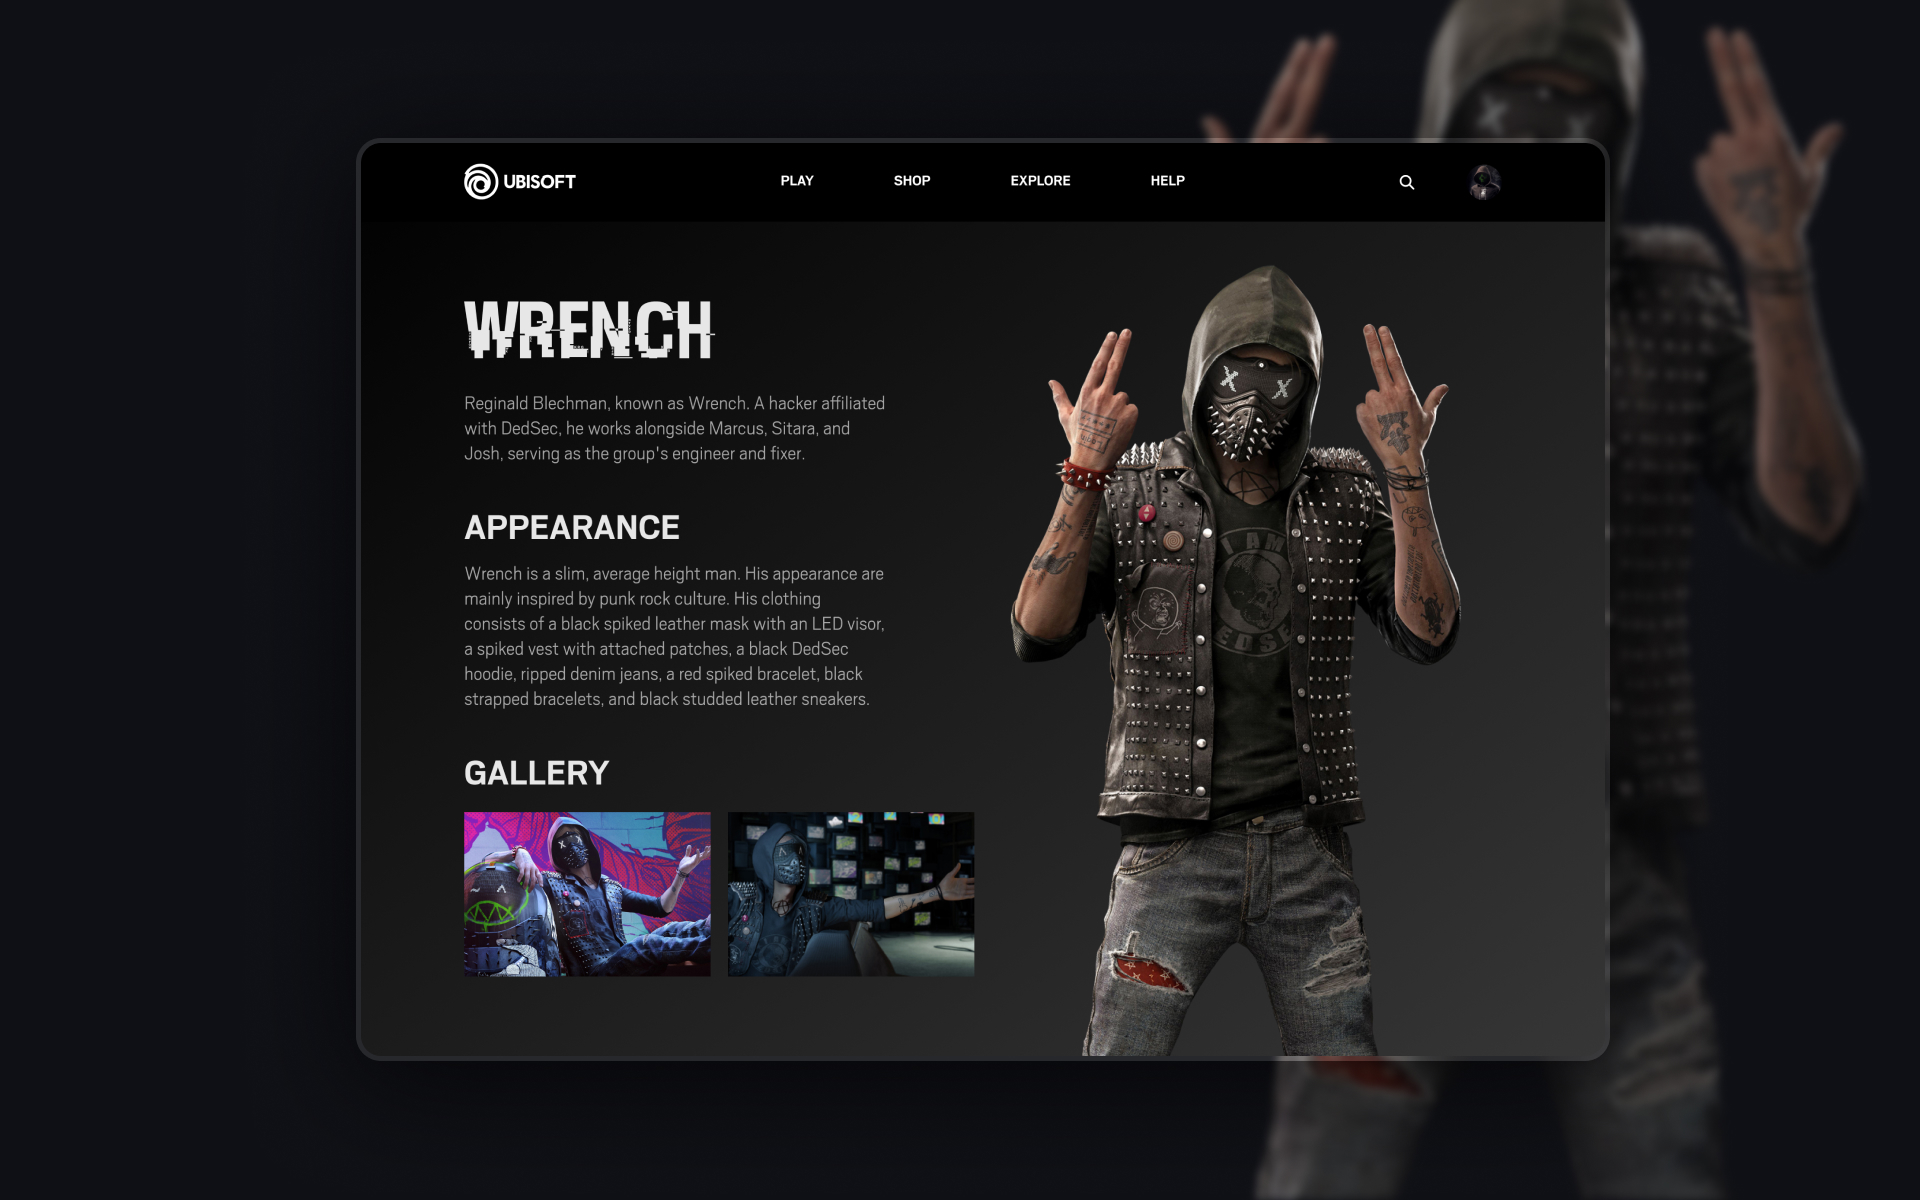 UBISOFT
PLAY
SHOP
EXPLORE
HELP
WRENCH
Reginald Blechman, known as Wrench. A hacker affiliated
with DedSec, he works alongside Marcus, Sitara, and
Josh, serving as the group's engineer and fixer.
APPEARANCE
Wrench is a slim, average height man. His appearance are
mainly inspired by punk rock culture. His clothing
consists of a black spiked leather mask with an LED visor,
a spiked vest with attached patches, a black DedSec
hoodie, ripped denim jeans, a red spiked bracelet, black
strapped bracelets, and black studded leather sneakers.
GALLERY
I AM
EDSE